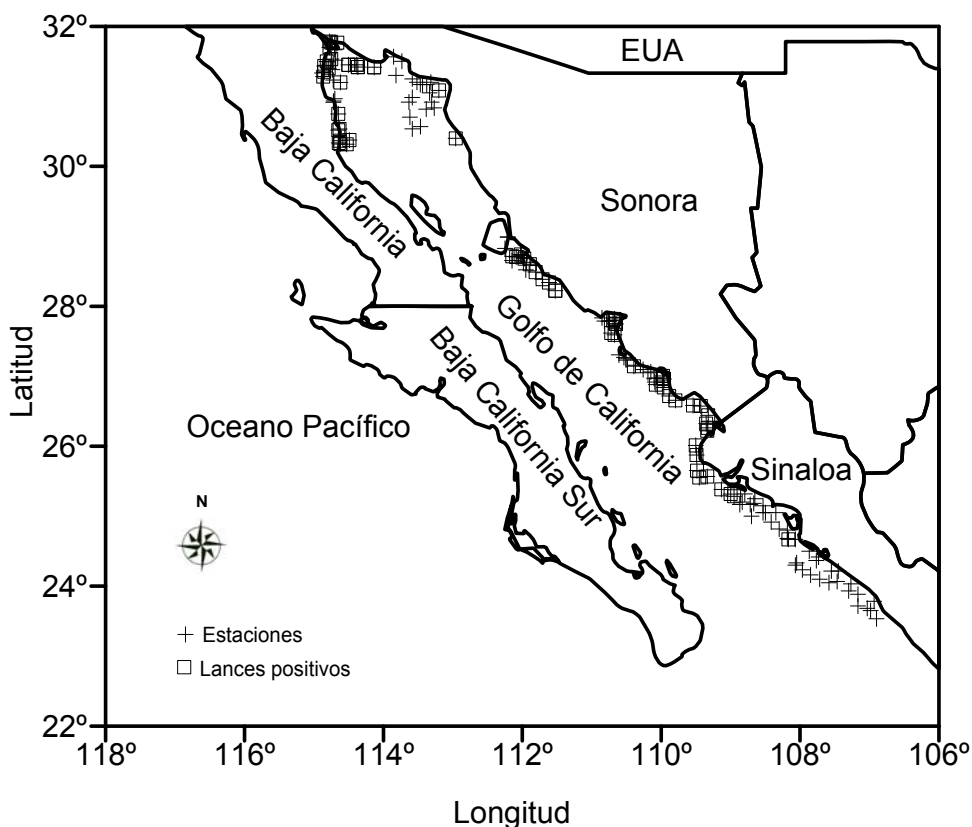 32º
EUA
30º
Baja California
Sonora
28º
Golfo de California
Latitud
Baja California Sur
26º
Oceano Pacífico
Sinaloa
N
24º
Estaciones
Lances positivos
22º
118º
116º
114º
112º
110º
108º
106º
Longitud